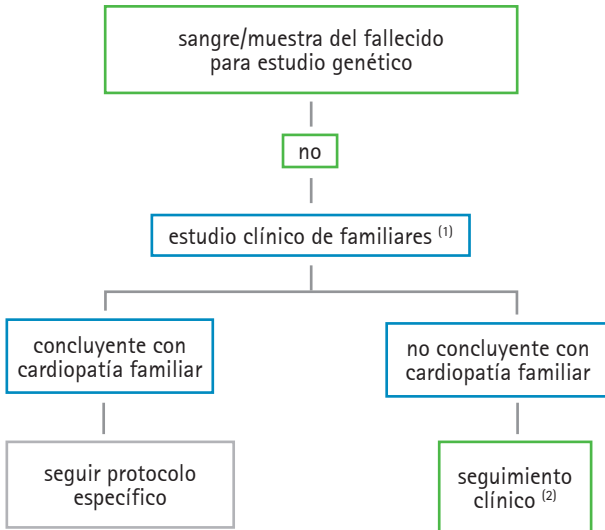 sangre/muestra del fallecido
para estudio genético
no
estudio clínico de familiares (1)
concluyente con
cardiopatía familiar
no concluyente con
cardiopatía familiar
seguir protocolo
específico
seguimiento
clínico (2)